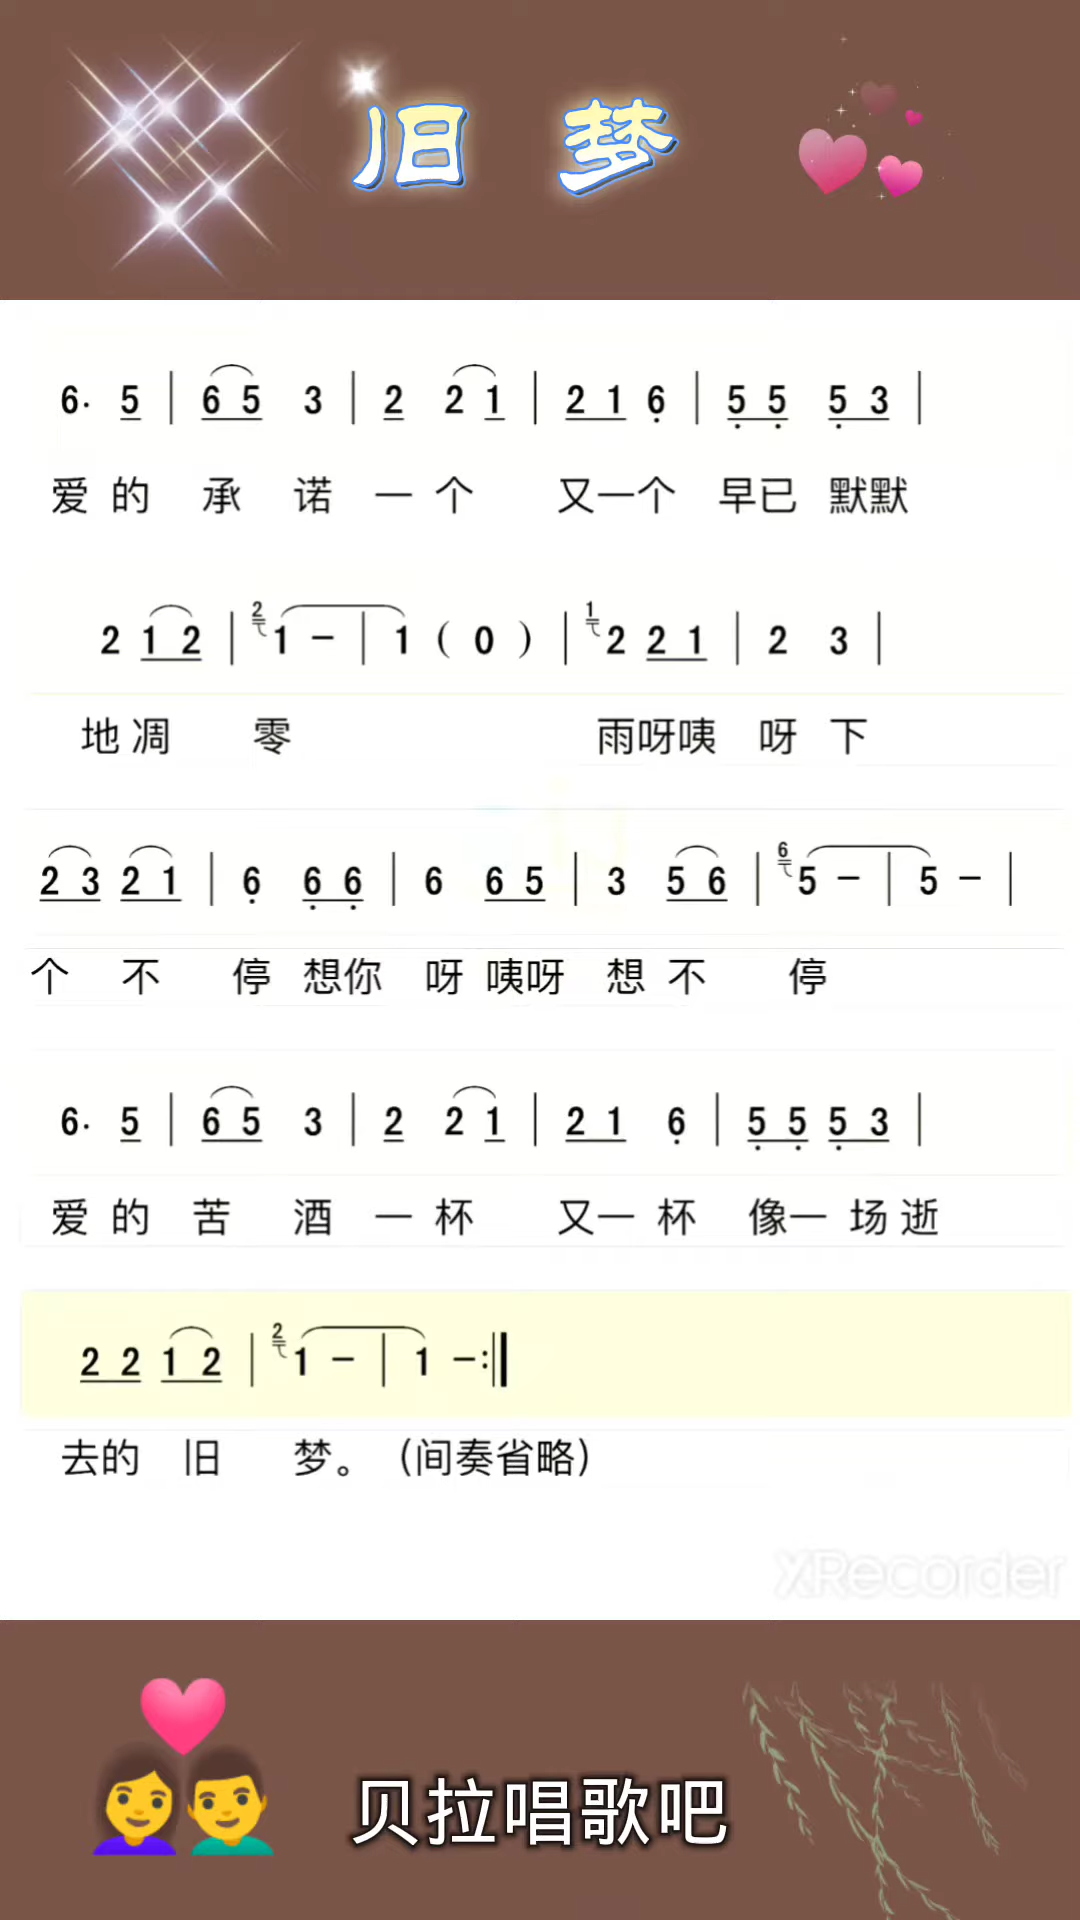 旧 梦
6· 5 | 6 5 3 | 2 2 1 | 2 1 6̣ | 5̣ 5̣ 5̣ 3 |
爱 的 承 诺 一 个 又一个 早已 默默
2 1 2 | 2 1 − | 1 ( 0 ) | 1 2 2 1 | 2 3 |
地 凋 零 雨呀咦 呀 下
2 3 2 1 | 6̣ 6̣ 6̣ | 6 6 5 | 3 5 6 | 6 5 − | 5 − |
个 不 停 想你 呀 咦呀 想 不 停
6· 5 | 6 5 3 | 2 2 1 | 2 1 6̣ | 5̣ 5̣ 5̣ 3 |
爱 的 苦 酒 一 杯 又一 杯 像一 场 逝
2 2 1 2 | 2 1 − | 1 − :‖
去的 旧 梦。（间奏省略）
XRecorder
贝拉唱歌吧